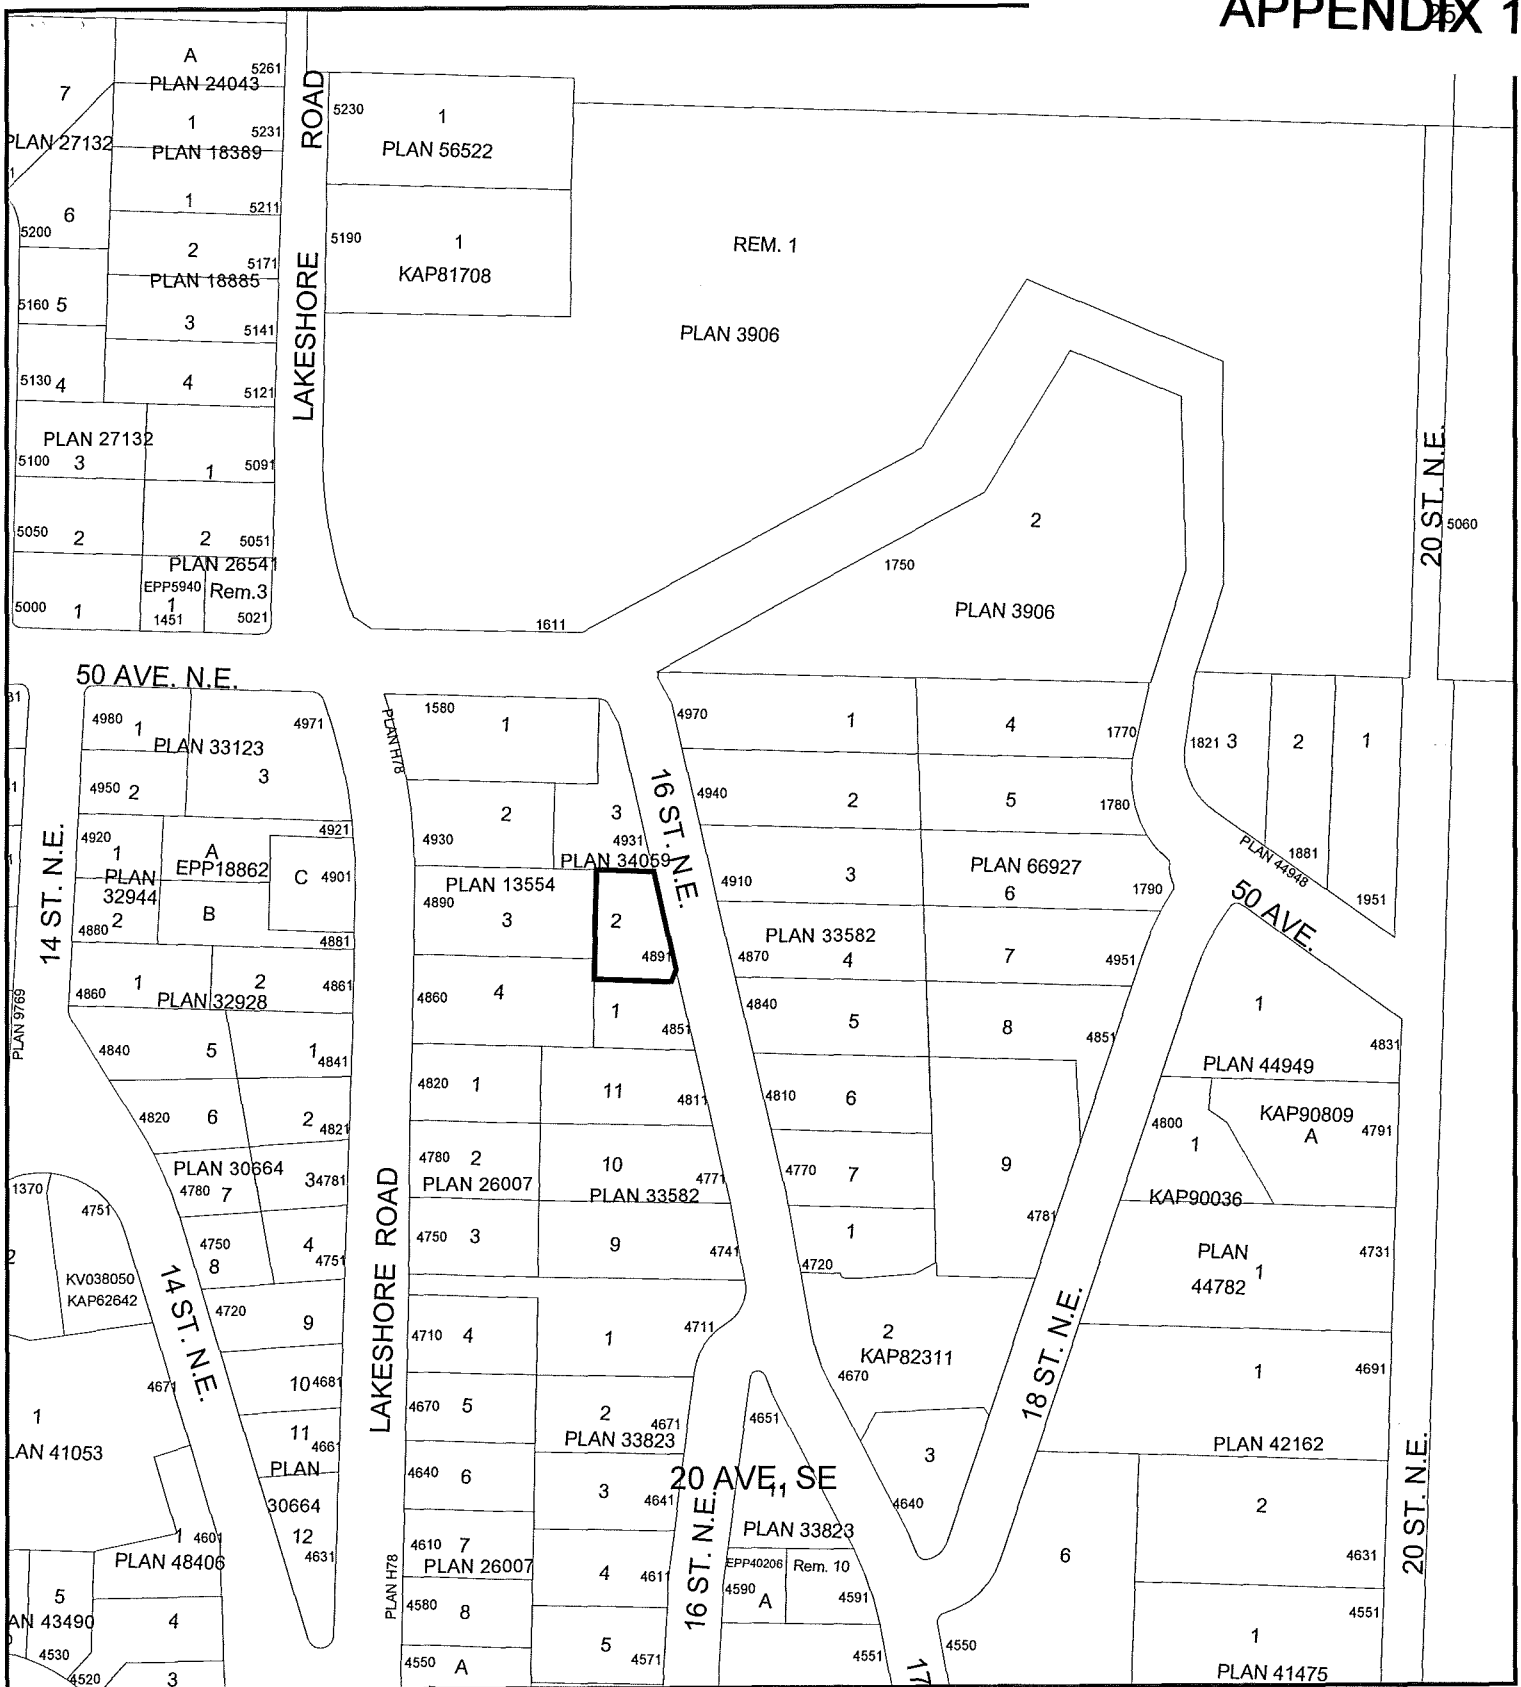 APPENDIX 1
A
5261
PLAN 24043
7
1
5231
PLAN 27132
PLAN 18389
1
5211
6
5200
2
5171
PLAN 18885
5160 5
3
5141
5130 4
4
5121
PLAN 27132
5100 3
1
5091
5050 2
2
5051
PLAN 26541
EPP5940
Rem.3
5000 1
1
1451
5021
LAKESHORE ROAD
5230
1
PLAN 56522
5190
1
KAP81708
REM. 1
PLAN 3906
20 ST. N.E.
5060
2
1750
PLAN 3906
1611
50 AVE. N.E.
4980 1
4971
PLAN 33123
3
4950 2
4920
1
4921
A
EPP18862
C 4901
PLAN
32944
2
B
4880
4881
14 ST. N.E.
1
2
4861
4860
PLAN 32928
PLAN 9769
4840
5
1
4841
4820
6
2
4821
PLAN 30664
4780 7
3 4781
1370
4751
4750
8
4
4751
KV038050
KAP62642
14 ST. N.E.
4720
9
4671
10 4681
1
PLAN 41053
11
4661
PLAN
30664
12
4631
1 4601
PLAN 48406
5
PLAN 43490
4
4530
4520
3
PLAN H78
1580
1
2
3
4930
4931
PLAN 34059
PLAN 13554
4890
3
2
4891
4860
4
1
4851
16 ST. N.E.
4820 1
11
4811
4780 2
10
4771
PLAN 26007
PLAN 33582
4750 3
9
4741
LAKESHORE ROAD
4710 4
1
4711
4670 5
2
4671
PLAN 33823
4640 6
3
4641
4610 7
PLAN 26007
4
4611
PLAN H78
4580 8
5
4571
4550 A
4970
1
4
1770
4940
2
5
1780
4910
3
PLAN 66927
6
1790
PLAN 33582
4870
4
7
4951
4840
5
8
4851
4810
6
4770
7
9
1
4781
4720
2
KAP82311
4670
18 ST. N.E.
4651
3
20 AVE. SE
11
4640
16 ST. N.E.
PLAN 33823
EPP40206
Rem. 10
4590
A
4591
4551
17
4550
1821 3
2
1
PLAN 44948
1881
1951
50 AVE.
1
4831
PLAN 44949
KAP90809
A
4791
4800
1
KAP90036
PLAN
1
44782
4731
1
4691
PLAN 42162
2
6
4631
4551
1
PLAN 41475
20 ST. N.E.